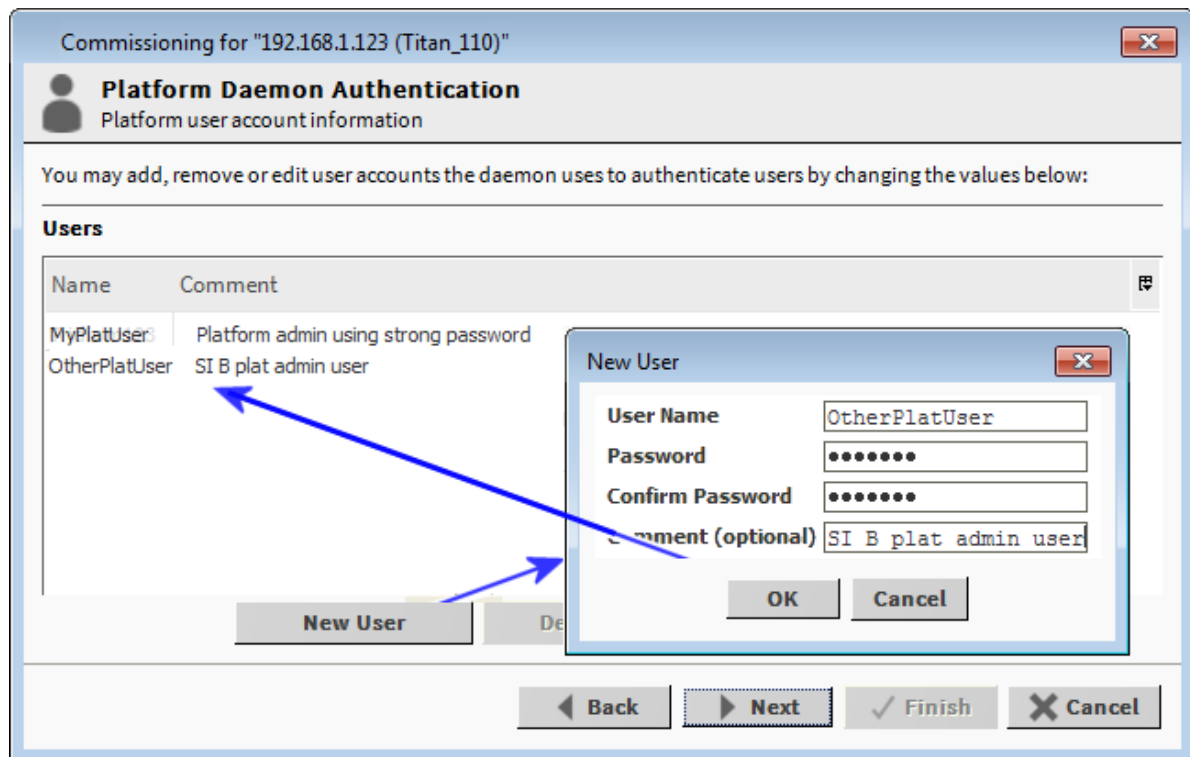 Commissioning for "192.168.1.123 (Titan_110)"
Platform Daemon Authentication
Platform user account information
You may add, remove or edit user accounts the daemon uses to authenticate users by changing the values below:
Users
Name Comment
MyPlatUser Platform admin using strong password
OtherPlatUser SI B plat admin user
New User
User Name OtherPlatUser
Password •••••••
Confirm Password •••••••
(optional) SI B plat admin user
OK Cancel
New User De
Back Next Finish Cancel